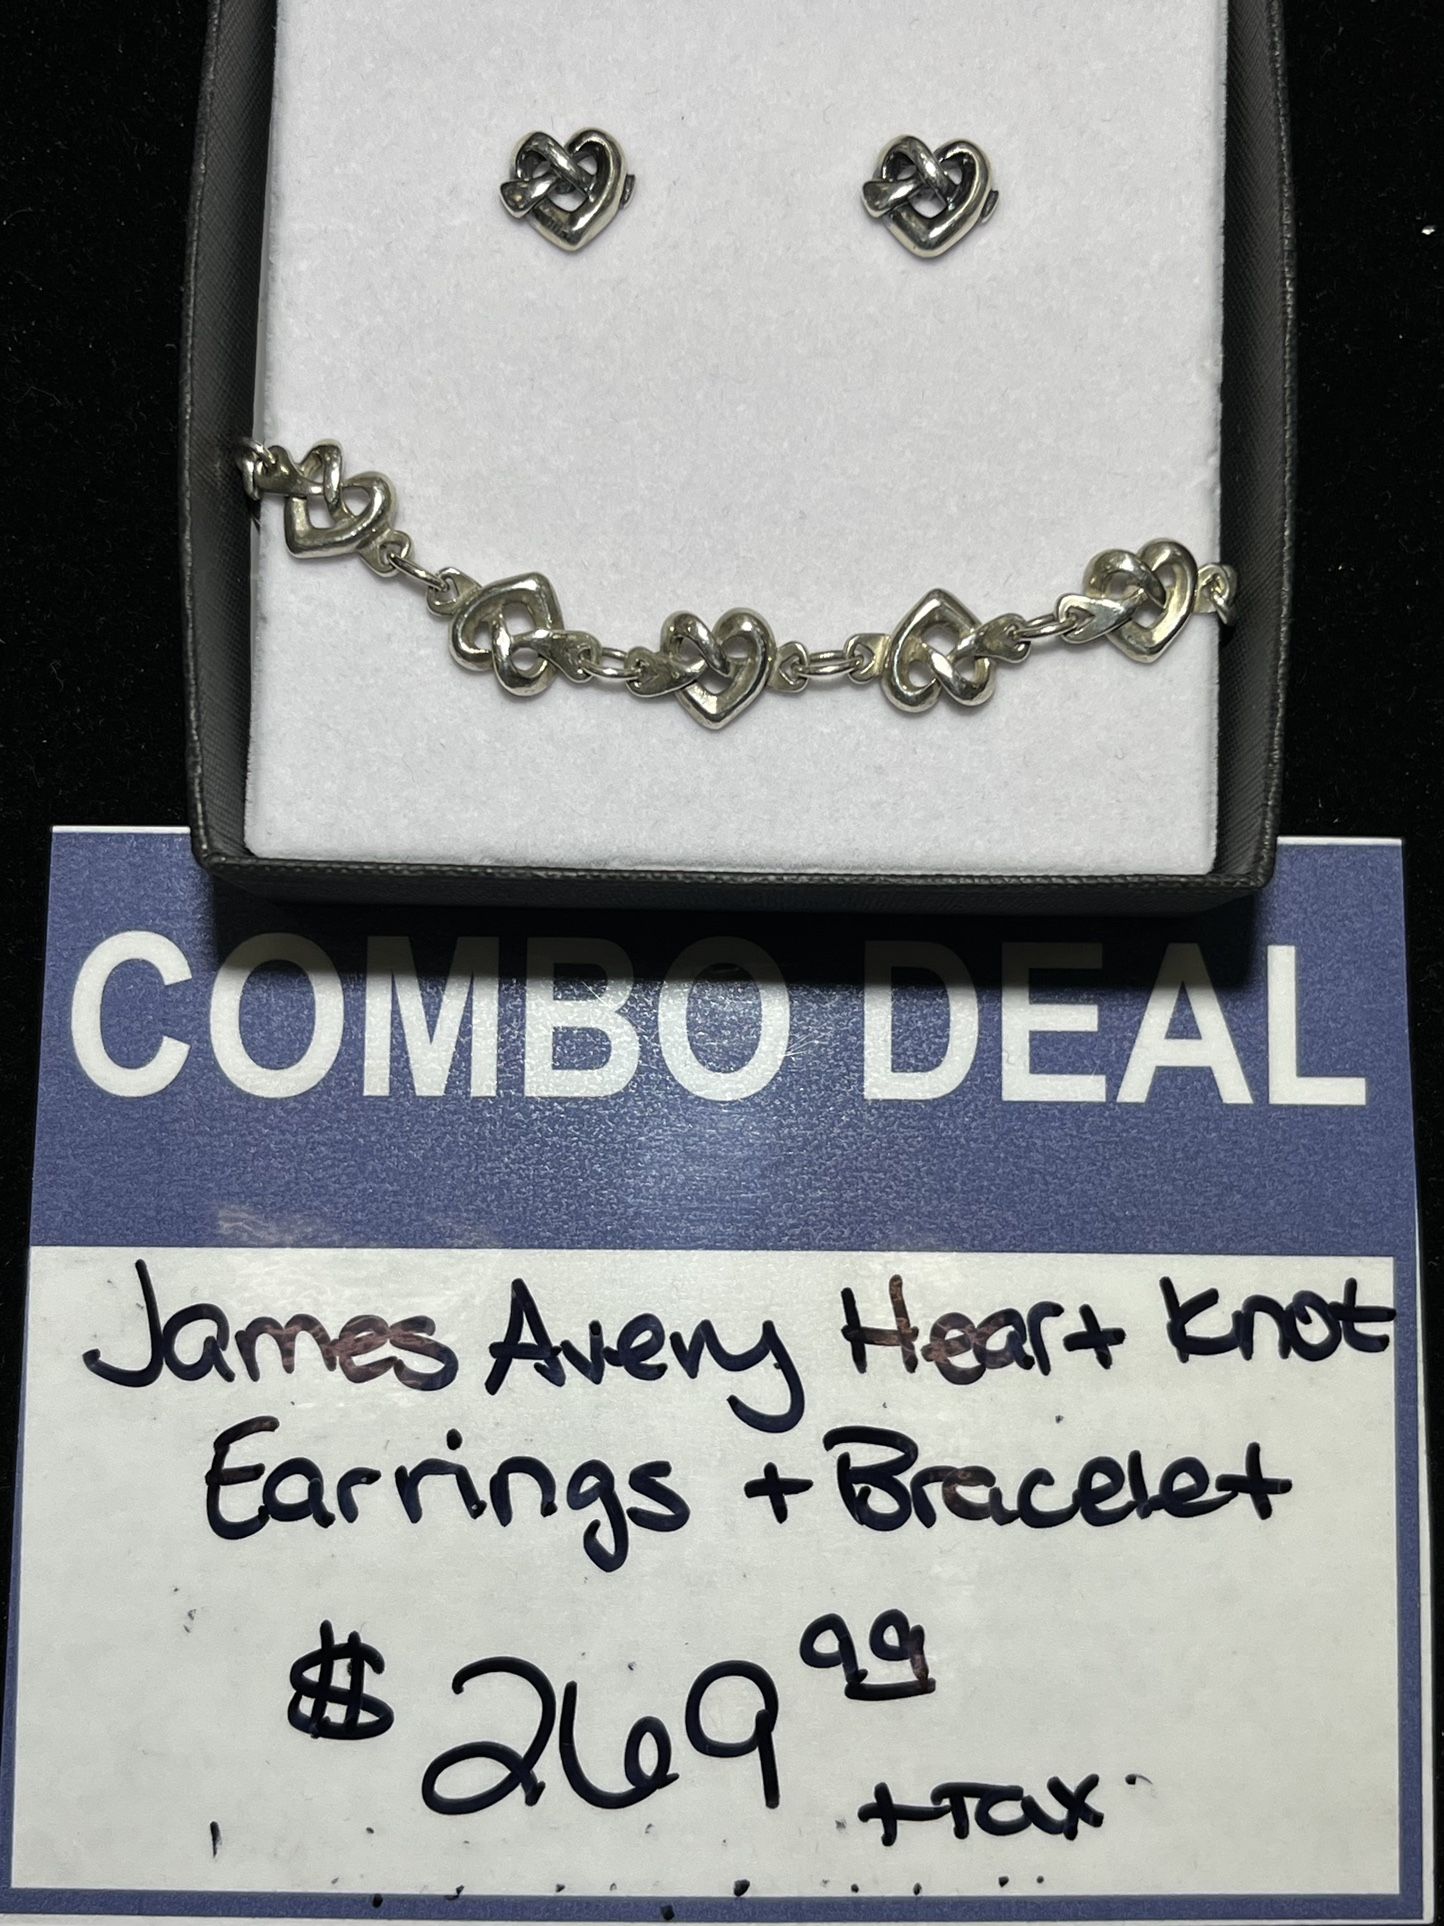 COMBO DEAL
James Avery Heart Knot
Earrings + Bracelet
$269.99
+Tax